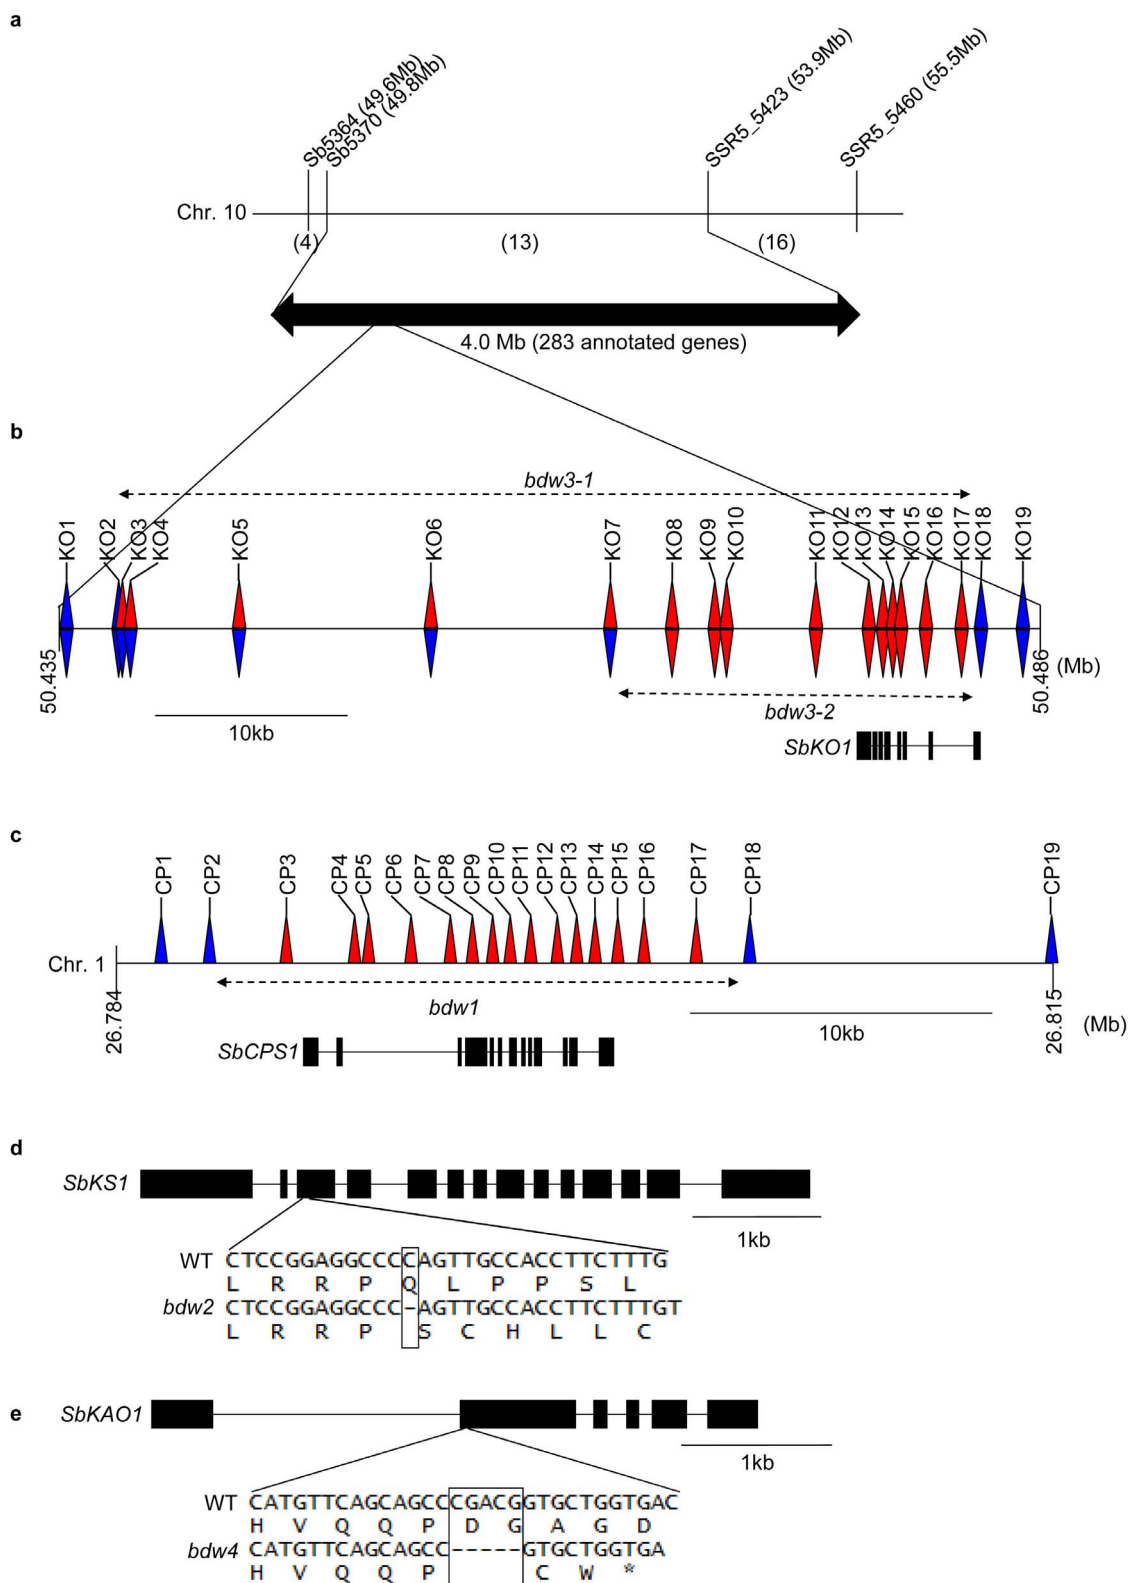 a
Sb5364 (49.6Mb)
Sb5370 (49.8Mb)
SSR5_5423 (53.9Mb)
SSR5_5460 (55.5Mb)
Chr. 10
(4) (13) (16)
4.0 Mb (283 annotated genes)
b
bdw3-1
KO1 KO2 KO3 KO4 KO5 KO6 KO7 KO8 KO9 KO10 KO11 KO12 KO13 KO14 KO15 KO16 KO17 KO18 KO19
50.435 50.486 (Mb)
bdw3-2
10kb
SbKO1
c
CP1 CP2 CP3 CP4 CP5 CP6 CP7 CP8 CP9 CP10 CP11 CP12 CP13 CP14 CP15 CP16 CP17 CP18 CP19
Chr. 1
bdw1
26.784 26.815 (Mb)
10kb
SbCPS1
d
SbKS1
1kb
WT CTCCGGAGGCCCCAGTTGCCACCTTCTTTG
L R R P Q L P P S L
bdw2 CTCCGGAGGCCC-AGTTGCCACCTTCTTTGT
L R R P S C H L L C
e SbKAO1
1kb
WT CATGTTCAGCAGCCCGACGGTGCTGGTGAC
H V Q Q P D G A G D
bdw4 CATGTTCAGCAGCC-----GTGCTGGTGA
H V Q Q P C W *